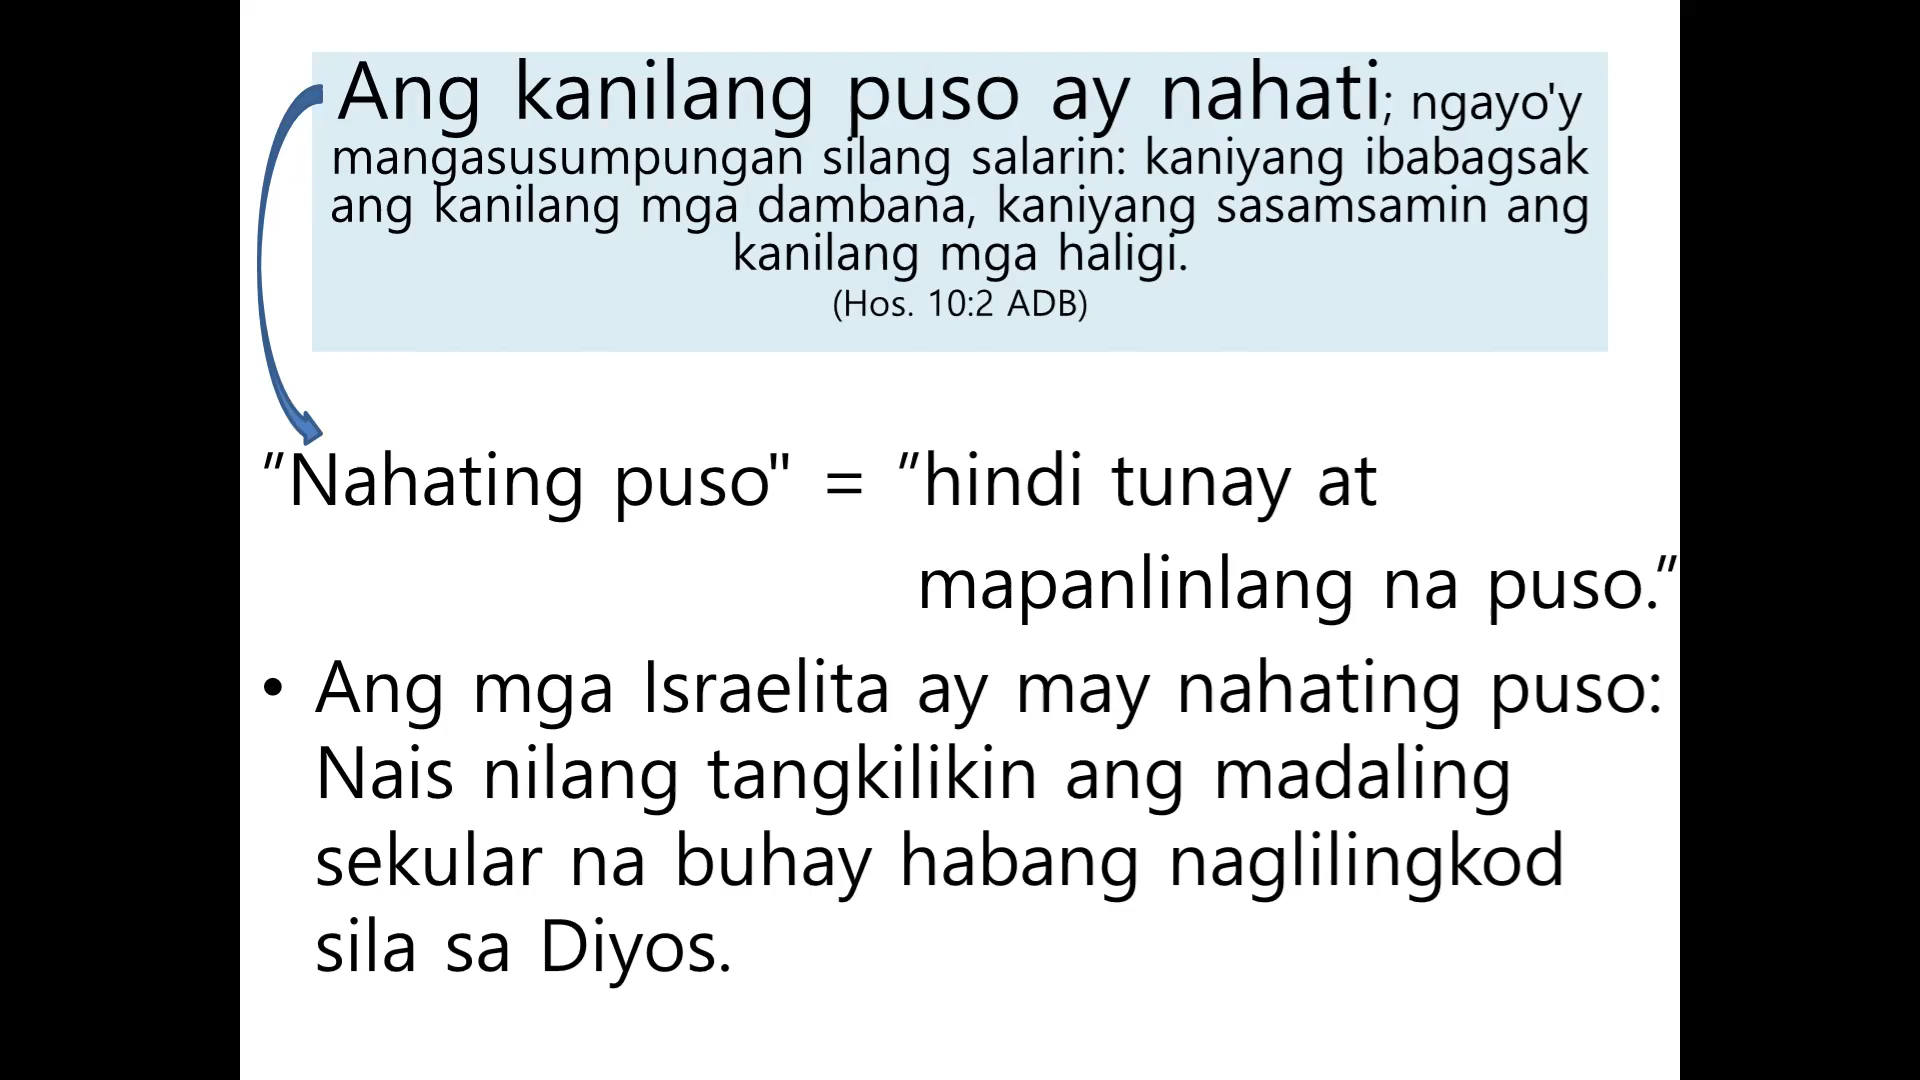 Ang kanilang puso ay nahati; ngayo'y
mangasusumpungan silang salarin: kaniyang ibabagsak
ang kanilang mga dambana, kaniyang sasamsamin ang
kanilang mga haligi.
(Hos. 10:2 ADB)
"Nahating puso" = "hindi tunay at
mapanlinlang na puso."
• Ang mga Israelita ay may nahating puso:
Nais nilang tangkilikin ang madaling
sekular na buhay habang naglilingkod
sila sa Diyos.